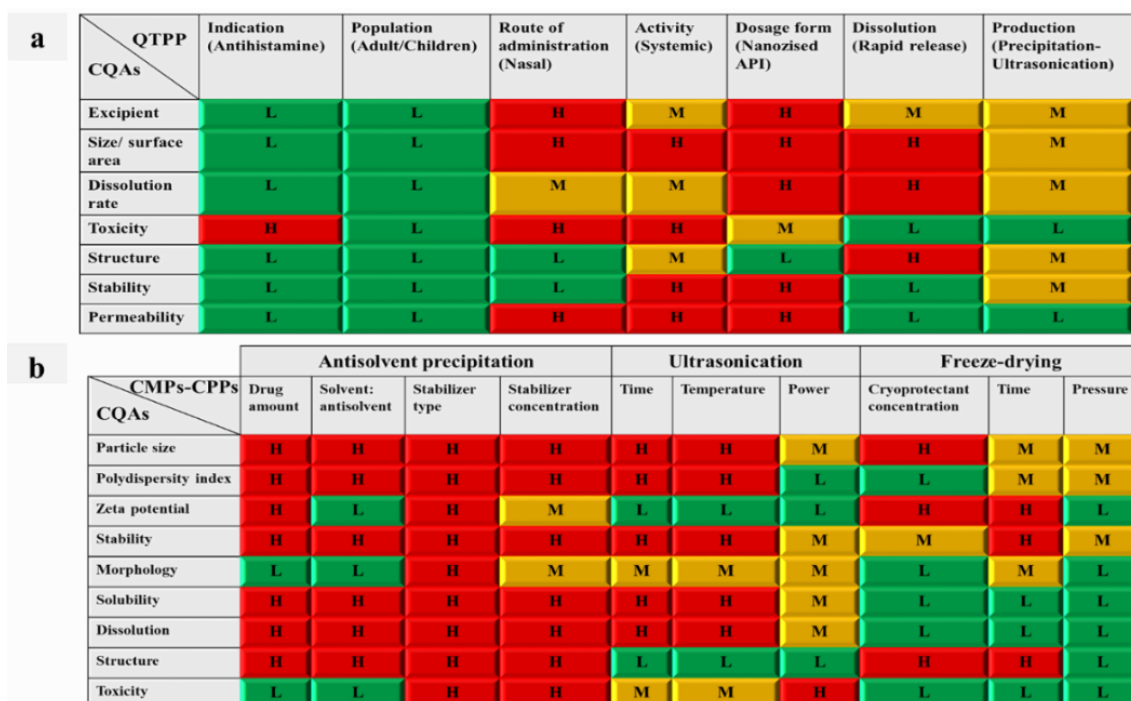 a
QTPP
CQAs
Indication
(Antihistamine)
Population
(Adult/Children)
Route of
administration
(Nasal)
Activity
(Systemic)
Dosage form
(Nanozised
API)
Dissolution
(Rapid release)
Production
(Precipitation-
Ultrasonication)
Excipient L L H M H M M
Size/ surface
area L L H H H H M
Dissolution
rate L L M M H H M
Toxicity H L H H M L L
Structure L L L M L H M
Stability L L L H H L M
Permeability L L H H H L L
b
Antisolvent precipitation Ultrasonication Freeze-drying
CMPs-CPPs
CQAs
Drug
amount
Solvent:
antisolvent
Stabilizer
type
Stabilizer
concentration
Time
Temperature
Power
Cryoprotectant
concentration
Time
Pressure
Particle size H H H H H H M H M M
Polydispersity index H H H H H H L L M M
Zeta potential H L H M L L L H H L
Stability H H H H H H M M H M
Morphology L L H M M M M L M L
Solubility H H H H H H M L L L
Dissolution H H H H H H M L L L
Structure H H H H L L L H H L
Toxicity L L H H M M H L L L